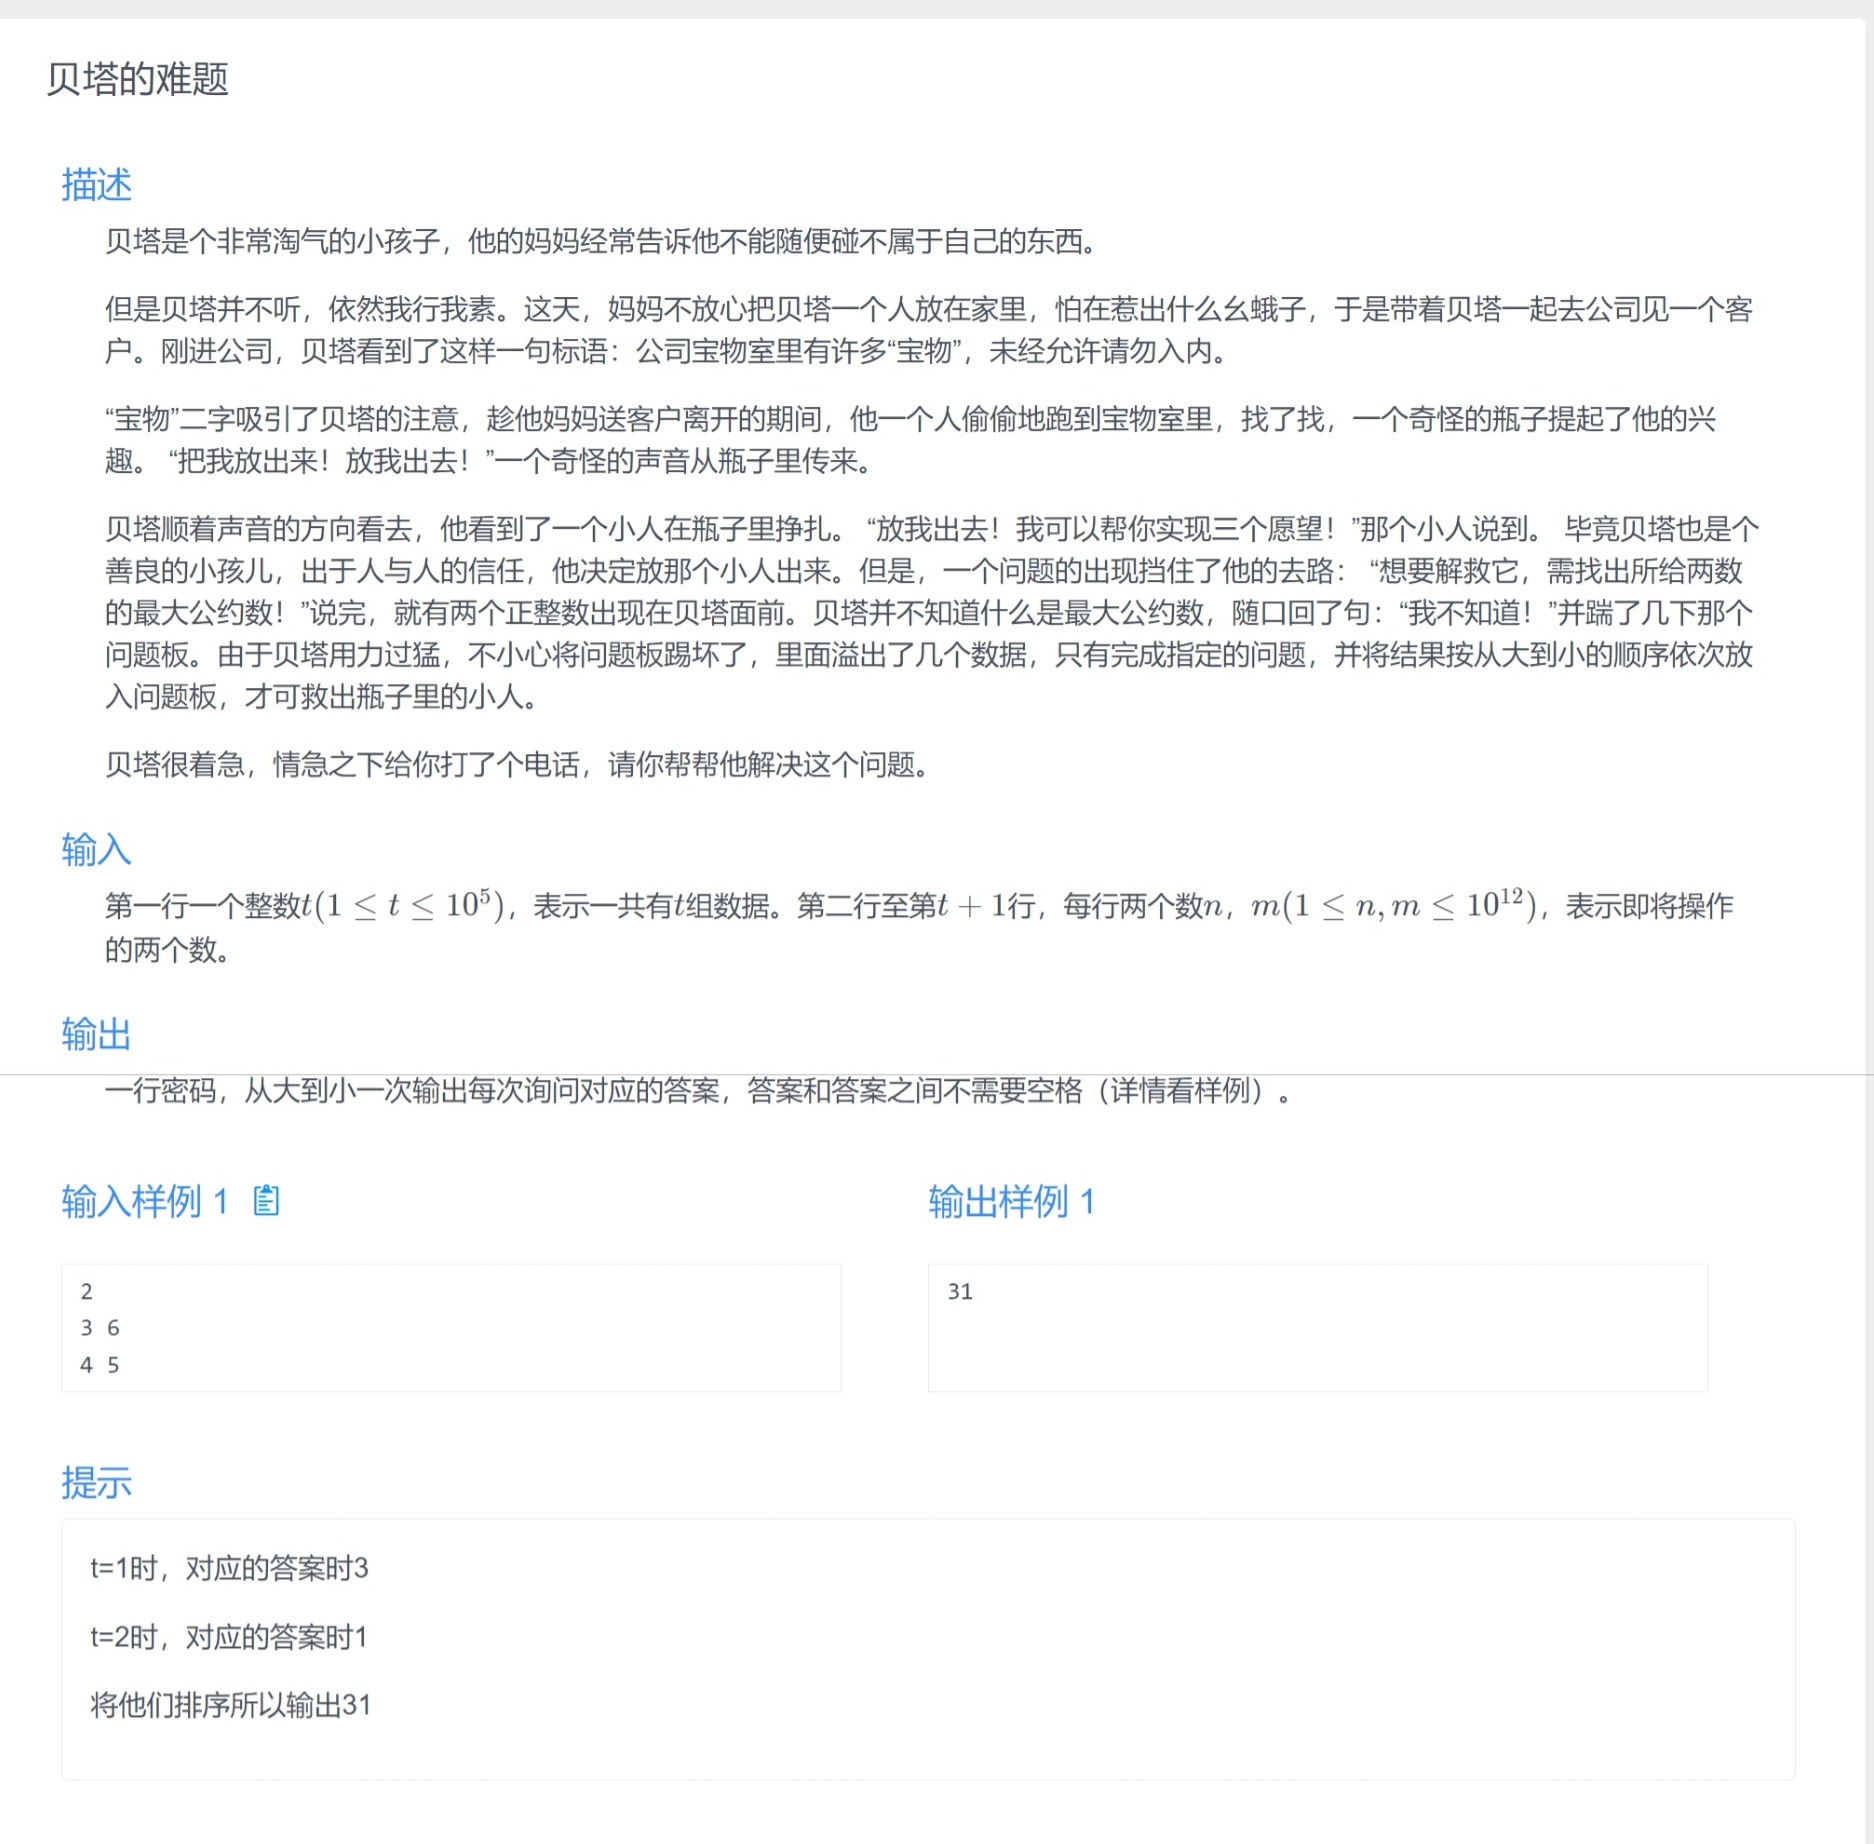 贝塔的难题
描述
贝塔是个非常淘气的小孩子，他的妈妈经常告诉他不能随便碰不属于自己的东西。
但是贝塔并不听，依然我行我素。这天，妈妈不放心把贝塔一个人放在家里，怕在惹出什么幺蛾子，于是带着贝塔一起去公司见一个客
户。刚进公司，贝塔看到了这样一句标语：公司宝物室里有许多“宝物”，未经允许请勿入内。
“宝物”二字吸引了贝塔的注意，趁他妈妈送客户离开的期间，他一个人偷偷地跑到宝物室里，找了找，一个奇怪的瓶子提起了他的兴
趣。 “把我放出来！放我出去！”一个奇怪的声音从瓶子里传来。
贝塔顺着声音的方向看去，他看到了一个小人在瓶子里挣扎。 “放我出去！我可以帮你实现三个愿望！”那个小人说到。 毕竟贝塔也是个
善良的小孩儿，出于人与人的信任，他决定放那个小人出来。但是，一个问题的出现挡住了他的去路： “想要解救它，需找出所给两数
的最大公约数！”说完，就有两个正整数出现在贝塔面前。贝塔并不知道什么是最大公约数，随口回了句：“我不知道！”并踹了几下那个
问题板。由于贝塔用力过猛，不小心将问题板踢坏了，里面溢出了几个数据，只有完成指定的问题，并将结果按从大到小的顺序依次放
入问题板，才可救出瓶子里的小人。
贝塔很着急，情急之下给你打了个电话，请你帮帮他解决这个问题。
输入
第一行一个整数t(1 ≤ t ≤ 10^5)，表示一共有t组数据。第二行至第t + 1行，每行两个数n，m(1 ≤ n, m ≤ 10^12)，表示即将操作
的两个数。
输出
一行密码，从大到小一次输出每次询问对应的答案，答案和答案之间不需要空格（详情看样例）。
输入样例 1
2
3 6
4 5
输出样例 1
31
提示
t=1时，对应的答案时3
t=2时，对应的答案时1
将他们排序所以输出31